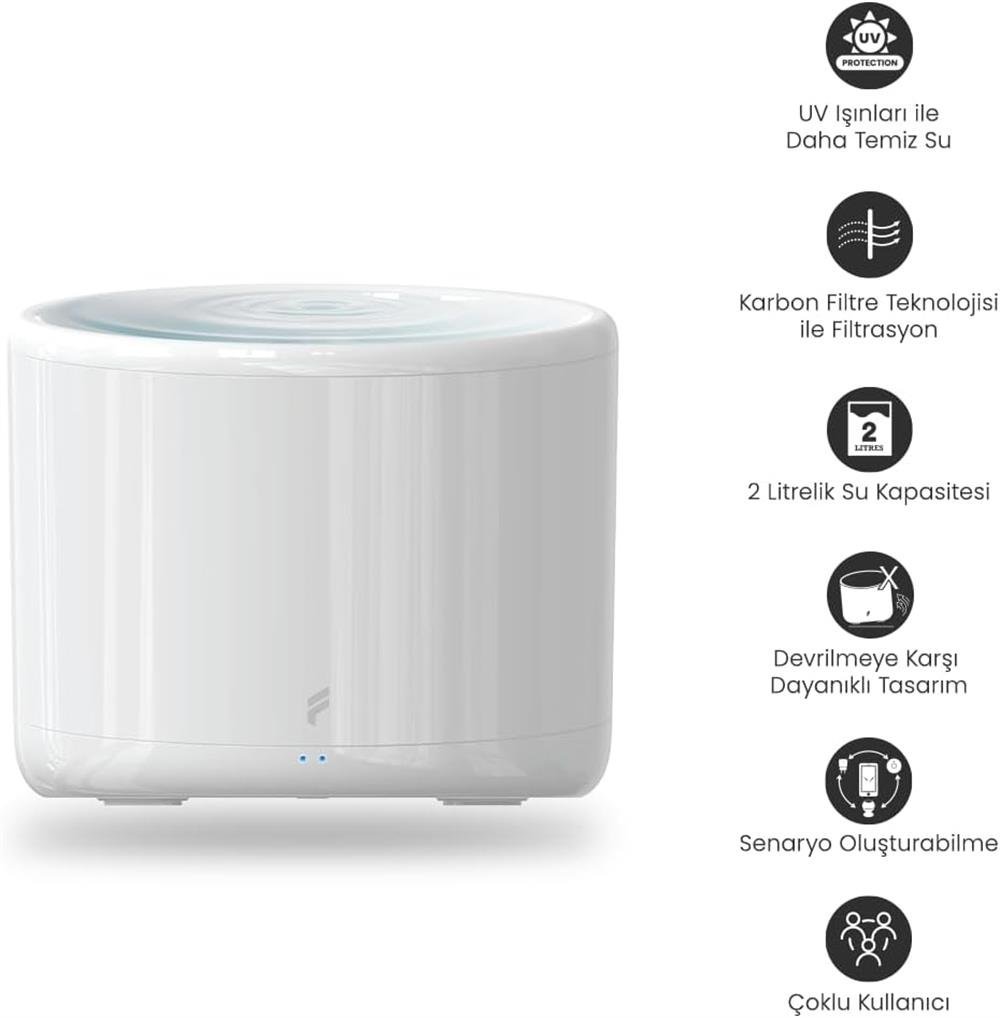 UV
PROTECTION
UV Işınları ile
Daha Temiz Su
Karbon Filtre Teknolojisi
ile Filtrasyon
2
LITRES
2 Litrelik Su Kapasitesi
X
Devrilmeye Karşı
Dayanıklı Tasarım
Senaryo Oluşturabilme
Çoklu Kullanıcı